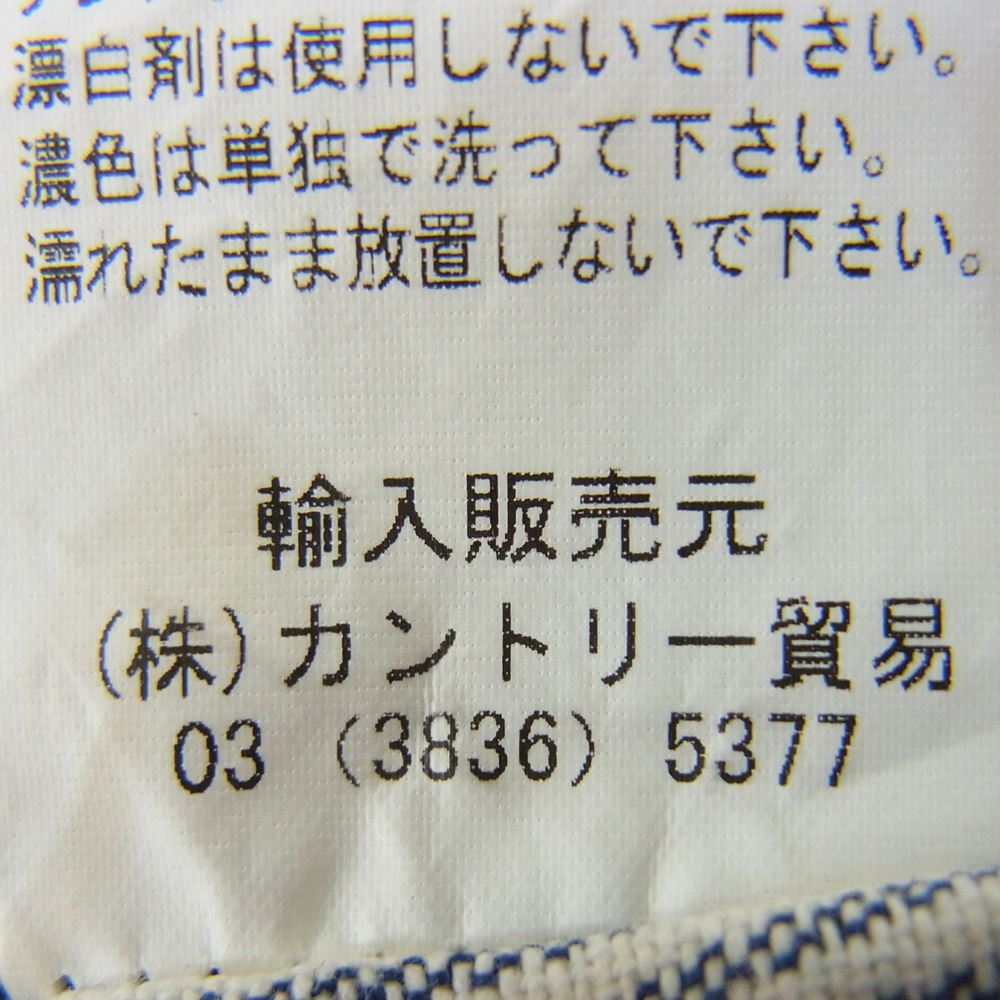 漂白剤は使用しないで下さい。
濃色は単独で洗って下さい。
濡れたまま放置しないで下さい。
輸入販売元
(株)カントリー貿易
03 (3836) 5377